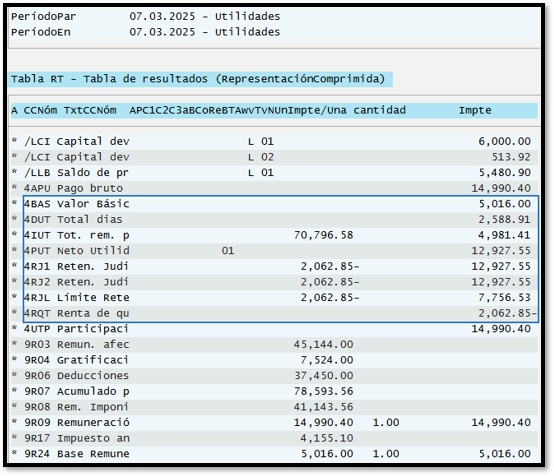 PeríodoPar 07.03.2025 - Utilidades
PeríodoEn 07.03.2025 - Utilidades
Tabla RT - Tabla de resultados (RepresentaciónComprimida)
A CCNóm TxtCCNóm APC1C2C3aBCoReBTAwvTvNUnImpte/Una cantidad Impte
* /LCI Capital dev L 01 6,000.00
* /LCI Capital dev L 02 513.92
* /LLB Saldo de pr L 01 5,480.90
* 4APU Pago bruto 14,990.40
* 4BAS Valor Básic 5,016.00
* 4DUT Total dias 2,588.91
* 4IUT Tot. rem. p 70,796.58 4,981.41
* 4PUT Neto Utilid 01 12,927.55
* 4RJ1 Reten. Judi 2,062.85- 12,927.55
* 4RJ2 Reten. Judi 2,062.85- 12,927.55
* 4RJL Límite Rete 2,062.85- 7,756.53
* 4RQT Renta de qu 2,062.85-
* 4UTP Participaci 14,990.40
* 9R03 Remun. afec 45,144.00
* 9R04 Gratificaci 7,524.00
* 9R06 Deducciones 37,450.00
* 9R07 Acumulado p 78,593.56
* 9R08 Rem. Imponi 41,143.56
* 9R09 Remuneració 14,990.40 1.00 14,990.40
* 9R17 Impuesto an 4,155.10
* 9R24 Base Remune 5,016.00 1.00 5,016.00